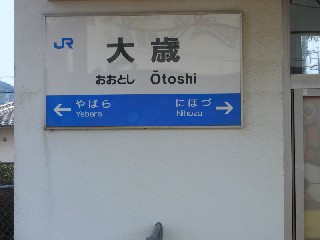 JR 大歳
おおとし Ōtoshi
← やばら にほづ →
Yabara Nihozu